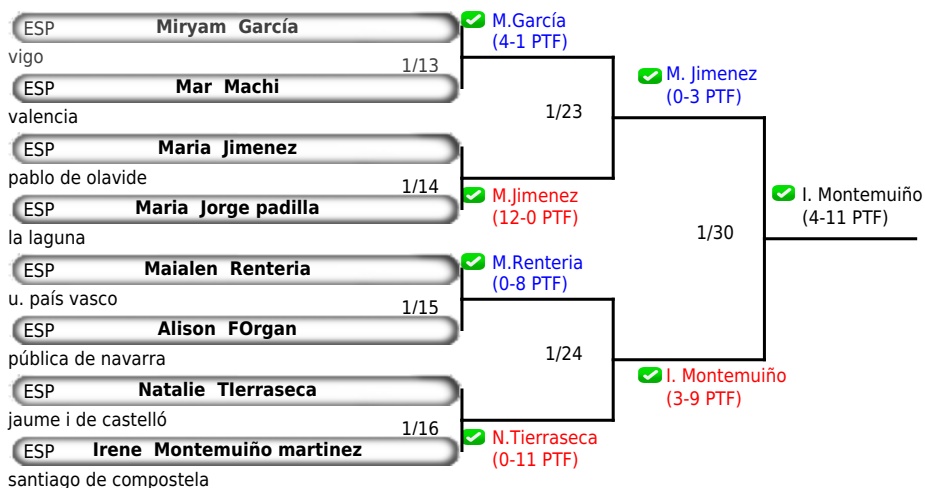 ESP Miryam García
vigo
1/13
ESP Mar Machi
valencia
ESP Maria Jimenez
pablo de olavide
1/14
ESP Maria Jorge padilla
la laguna
ESP Maialen Renteria
u. país vasco
1/15
ESP Alison FOrgan
pública de navarra
ESP Natalie TIerraseca
jaume i de castelló
1/16
ESP Irene Montemuiño martinez
santiago de compostela
M.García
(4-1 PTF)
1/23
M.Jimenez
(12-0 PTF)
M.Renteria
(0-8 PTF)
1/24
N.Tierraseca
(0-11 PTF)
M. Jimenez
(0-3 PTF)
1/30
I. Montemuiño
(3-9 PTF)
I. Montemuiño
(4-11 PTF)